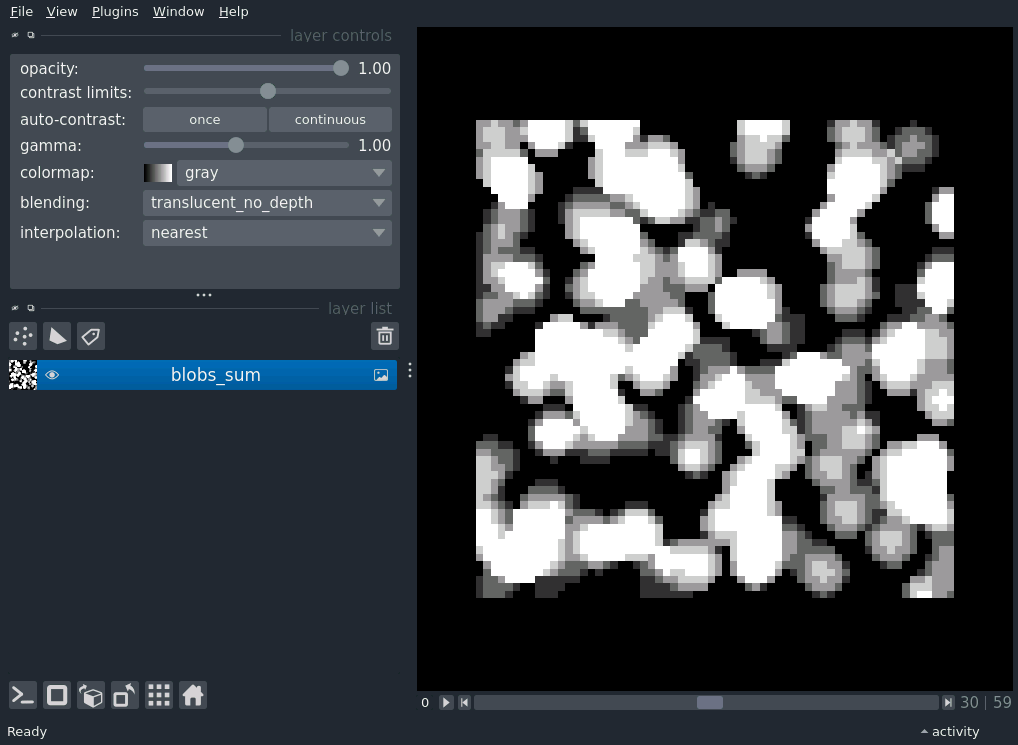 File View Plugins Window Help
layer controls
opacity: 1.00
contrast limits:
auto-contrast: once continuous
gamma: 1.00
colormap: gray
blending: translucent_no_depth
interpolation: nearest
layer list
blobs_sum
0 30 | 59
Ready activity